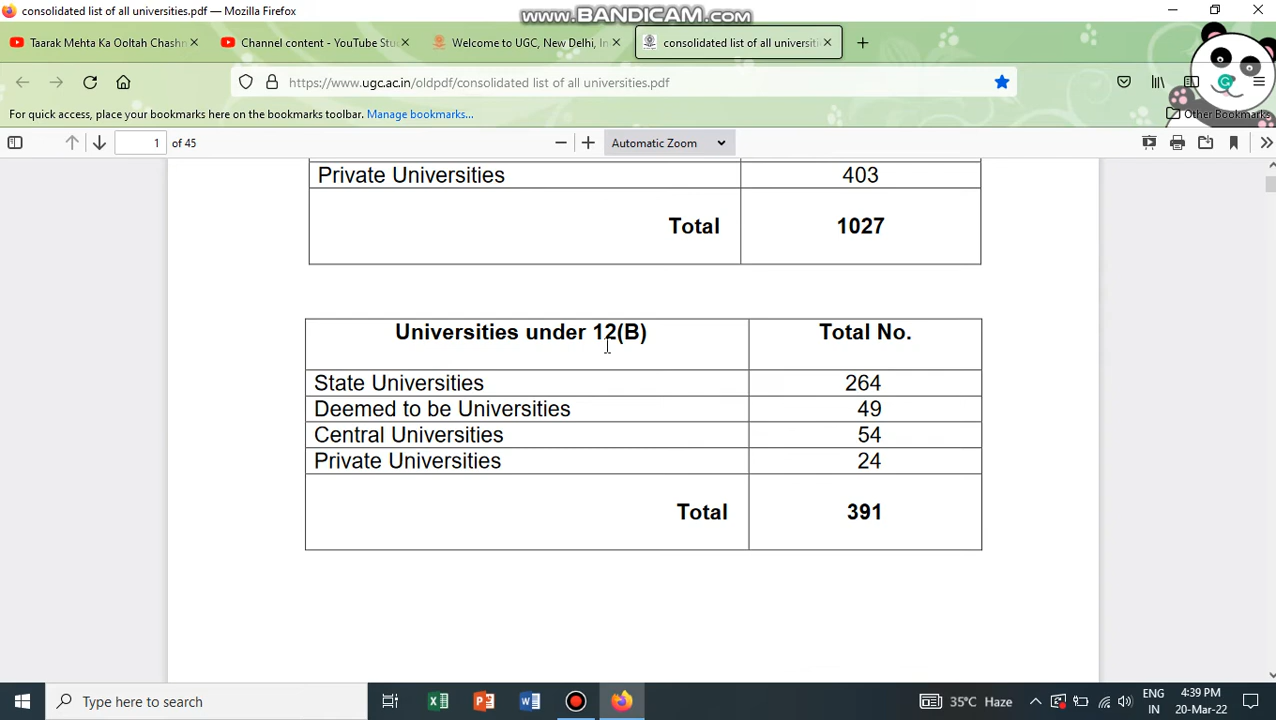 consolidated list of all universities.pdf — Mozilla Firefox
www.BANDICAM.com
Taarak Mehta Ka Ooltah Chashm
Channel content - YouTube Stu
Welcome to UGC, New Delhi, In
consolidated list of all universiti
https://www.ugc.ac.in/oldpdf/consolidated list of all universities.pdf
For quick access, place your bookmarks here on the bookmarks toolbar. Manage bookmarks...
Other Bookmarks
1 of 45
Automatic Zoom
Private Universities 403
Total 1027
Universities under 12(B) Total No.
State Universities 264
Deemed to be Universities 49
Central Universities 54
Private Universities 24
Total 391
Type here to search
35°C Haze
ENG
IN
4:39 PM
20-Mar-22